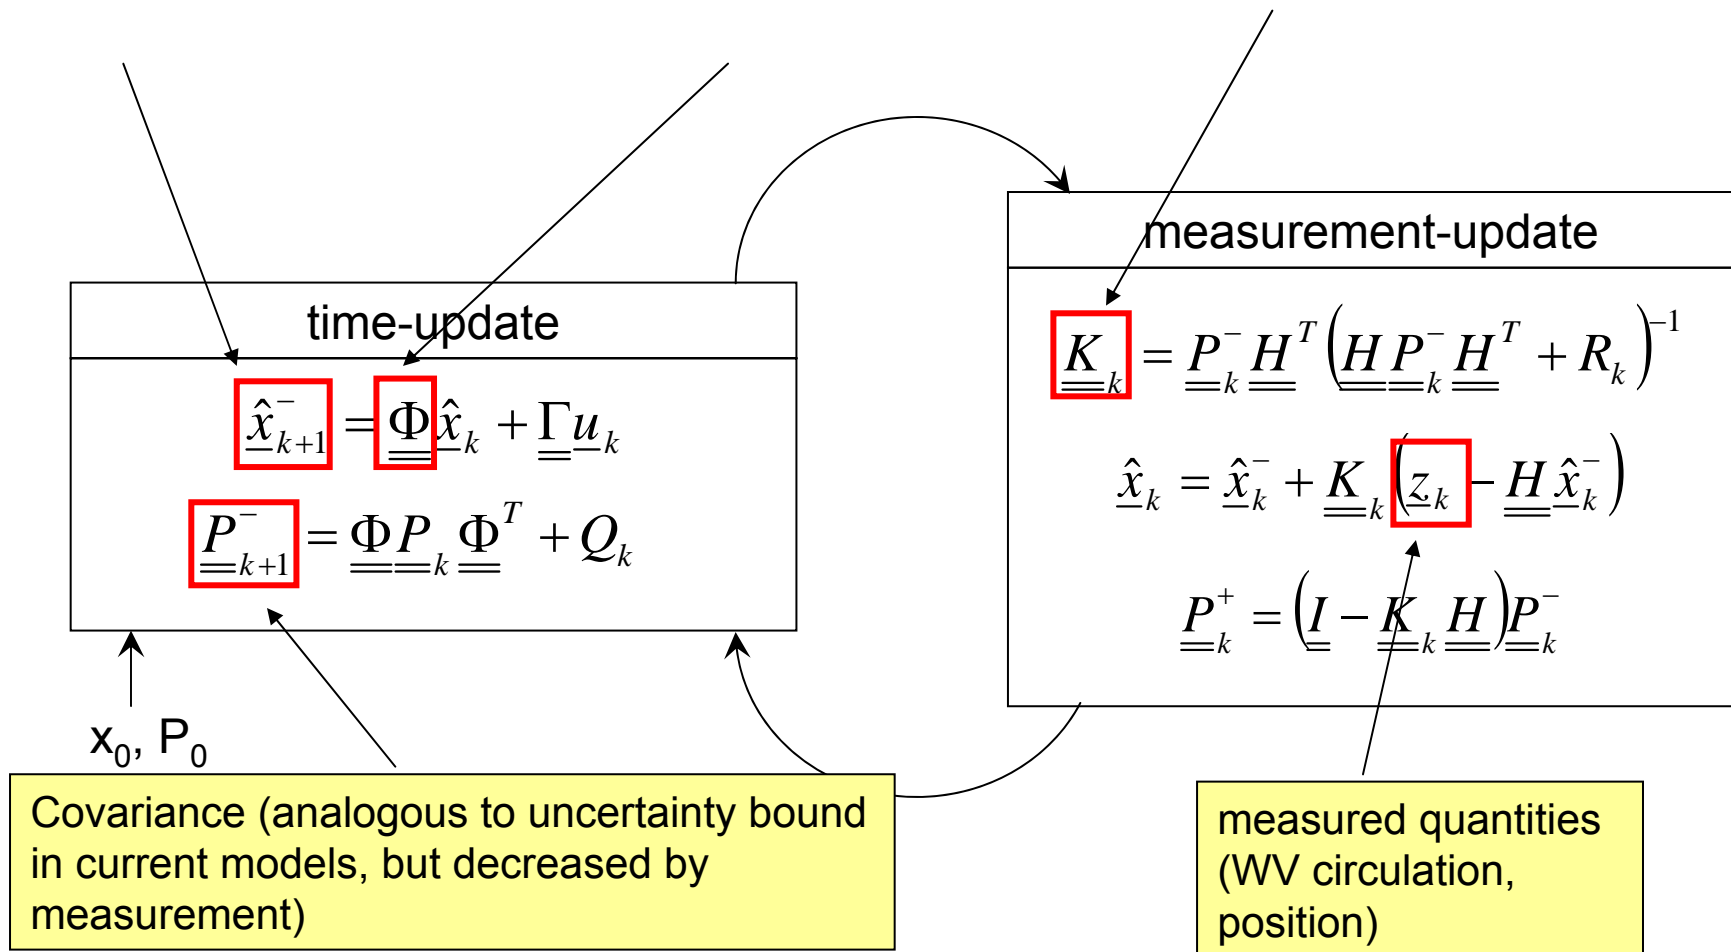 time-update
x̂⁻ₖ₊₁ = Φ x̂ₖ + Γ uₖ
P⁻ₖ₊₁ = Φ Pₖ Φᵀ + Qₖ
x₀, P₀
Covariance (analogous to uncertainty bound
in current models, but decreased by
measurement)
measurement-update
Kₖ = P⁻ₖ Hᵀ (H P⁻ₖ Hᵀ + Rₖ)⁻¹
x̂ₖ = x̂⁻ₖ + Kₖ (zₖ − H x̂⁻ₖ)
P⁺ₖ = (I − Kₖ H) P⁻ₖ
measured quantities
(WV circulation,
position)